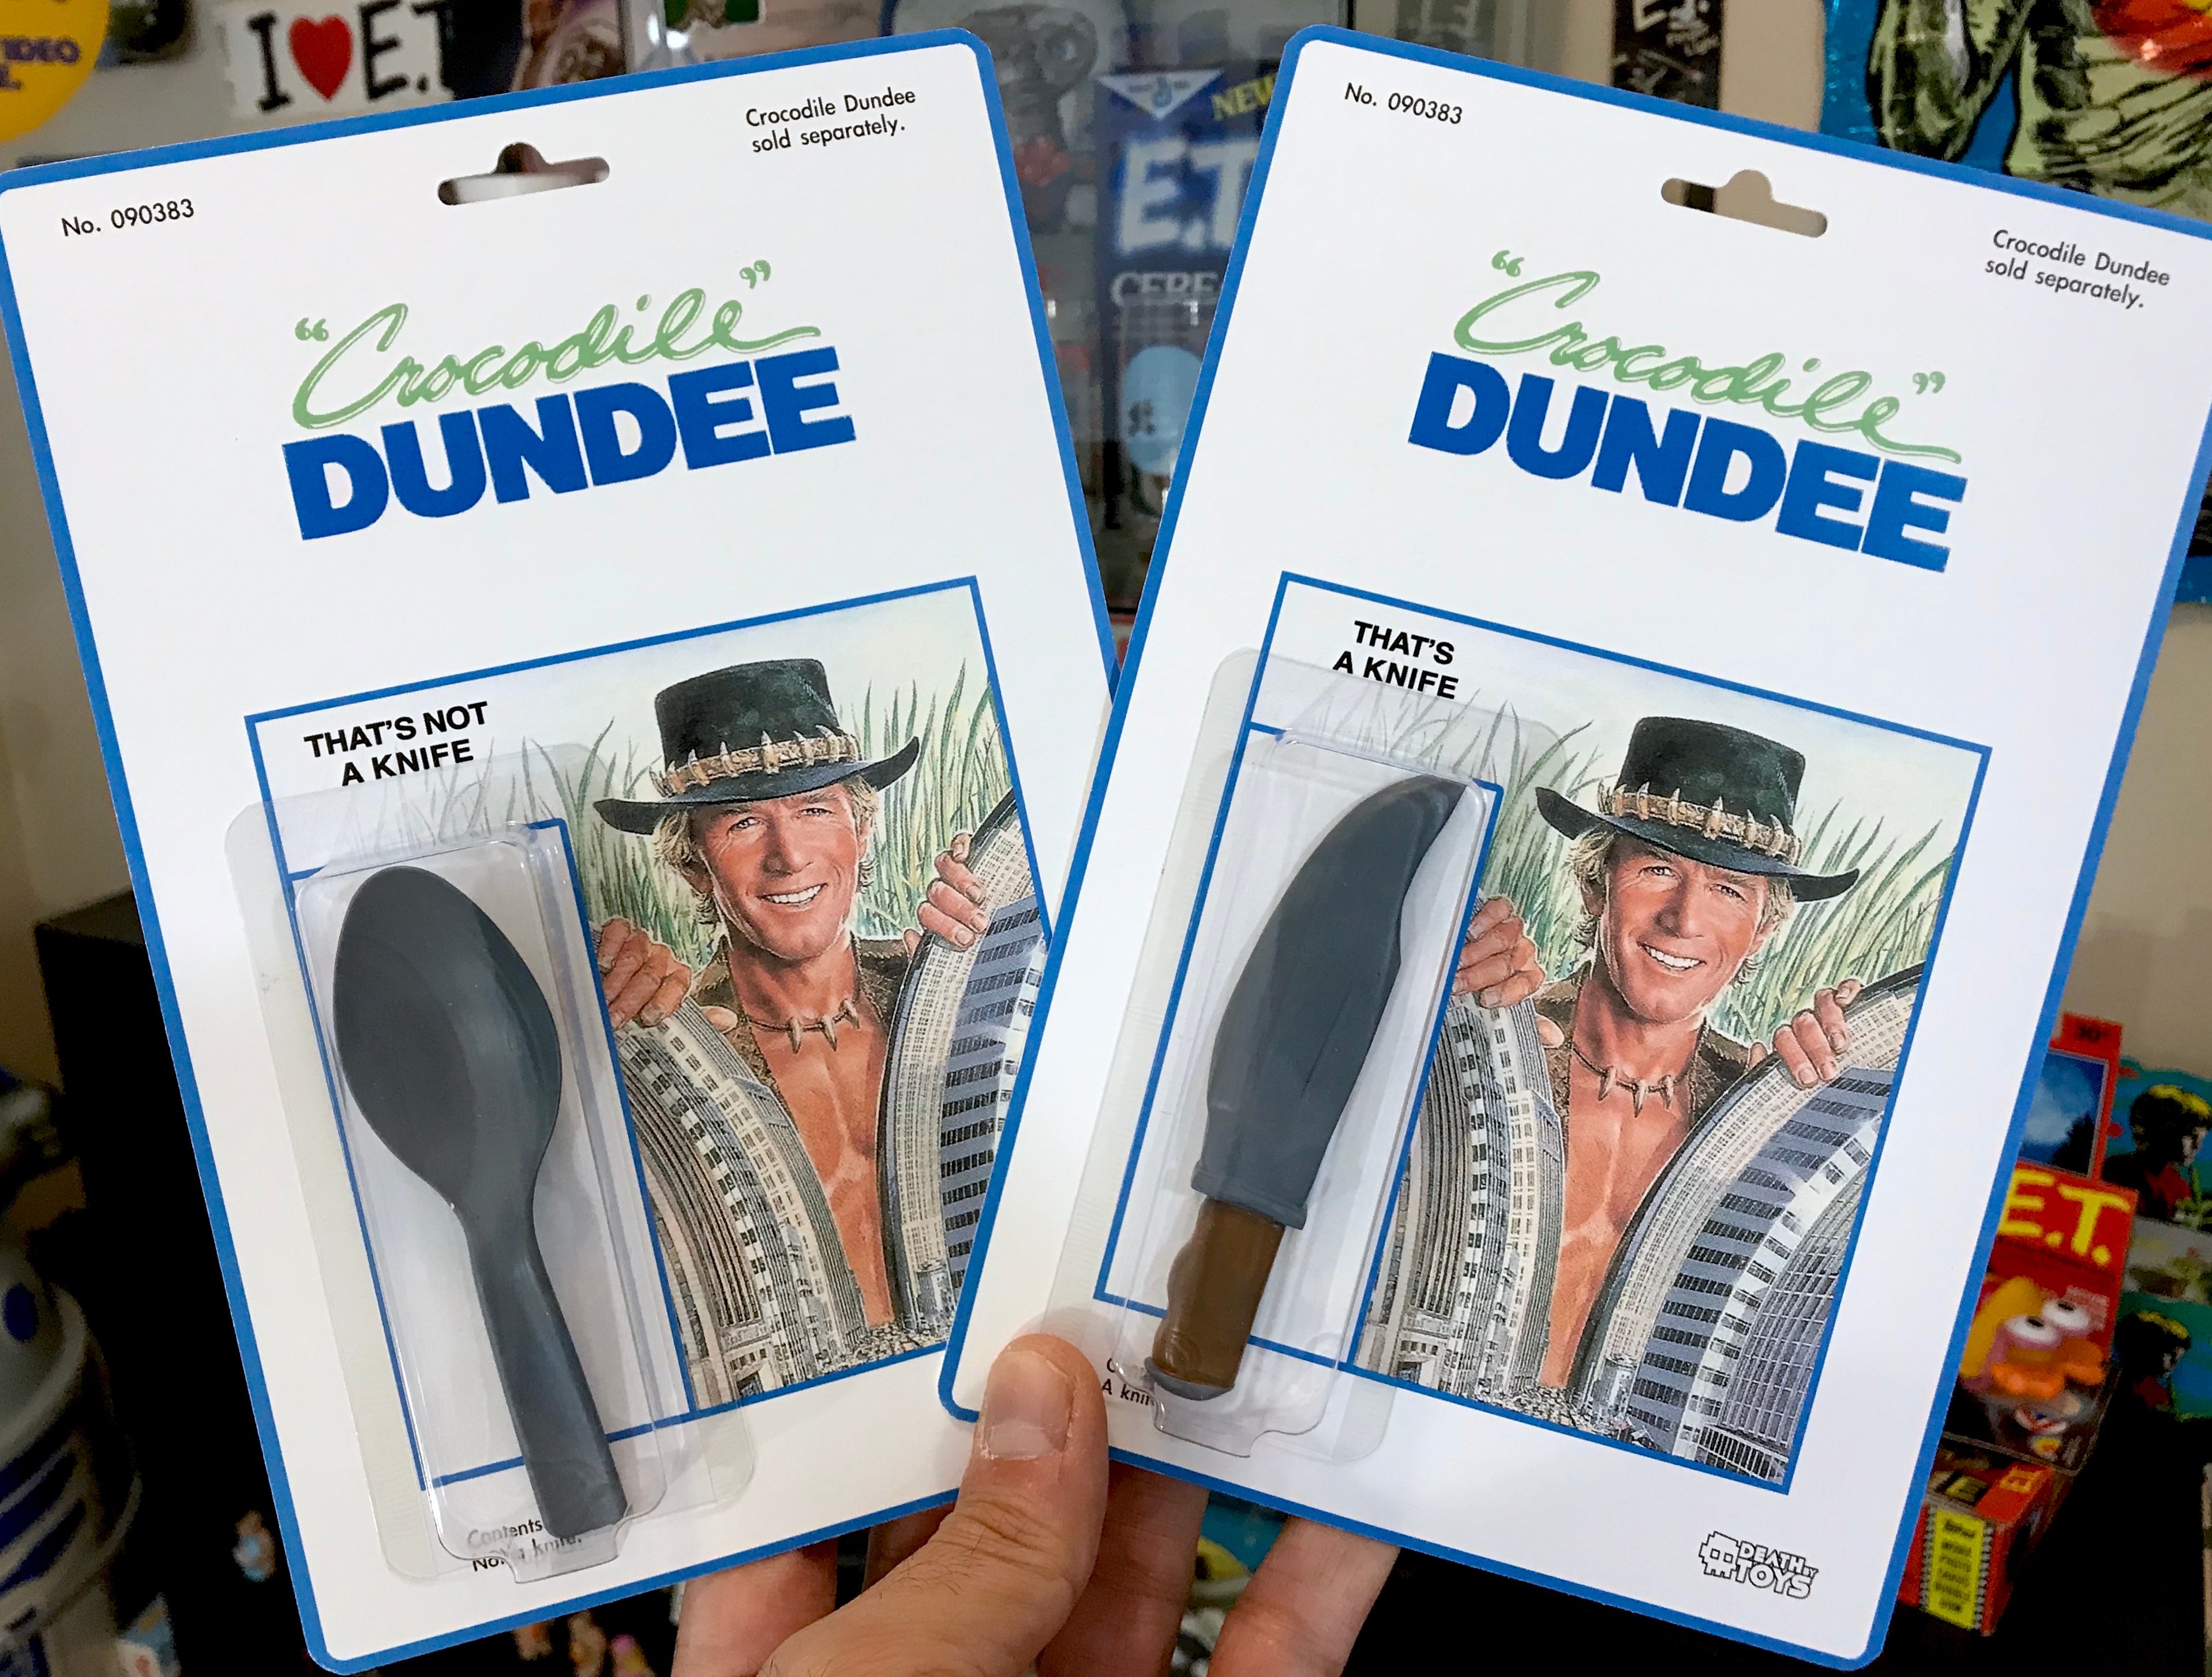 I ♥ E.T
No. 090383
Crocodile Dundee
sold separately.
"Crocodile"
DUNDEE
THAT'S NOT
A KNIFE
Contents
No. 090383
Crocodile Dundee
sold separately.
"Crocodile"
DUNDEE
THAT'S
A KNIFE
A
DEATH BY
TOYS
NEW
E.T.
E.T.